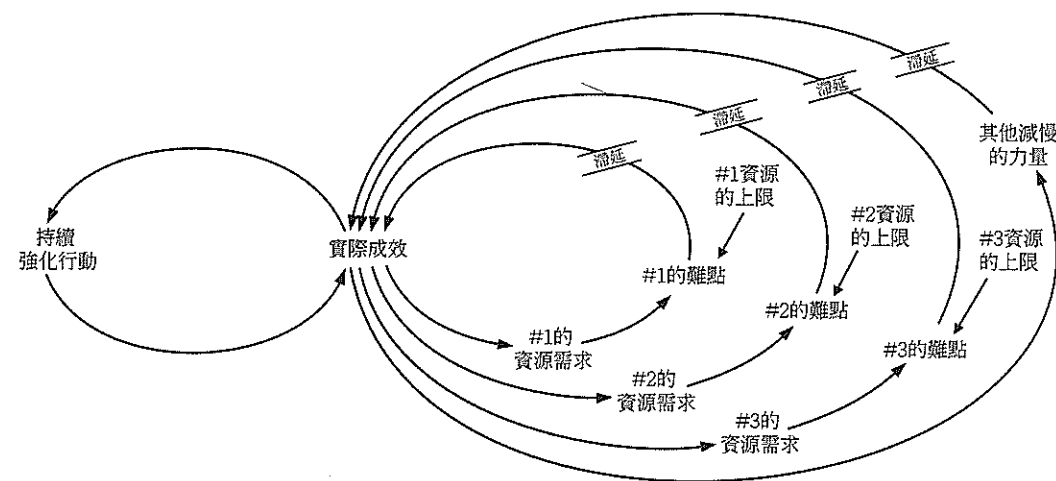 滯延
滯延
滯延
滯延
其他減慢
的力量
#1資源
的上限
#2資源
的上限
#3資源
的上限
持續
強化行動
實際成效
#1的難點
#2的難點
#3的難點
#1的
資源需求
#2的
資源需求
#3的
資源需求